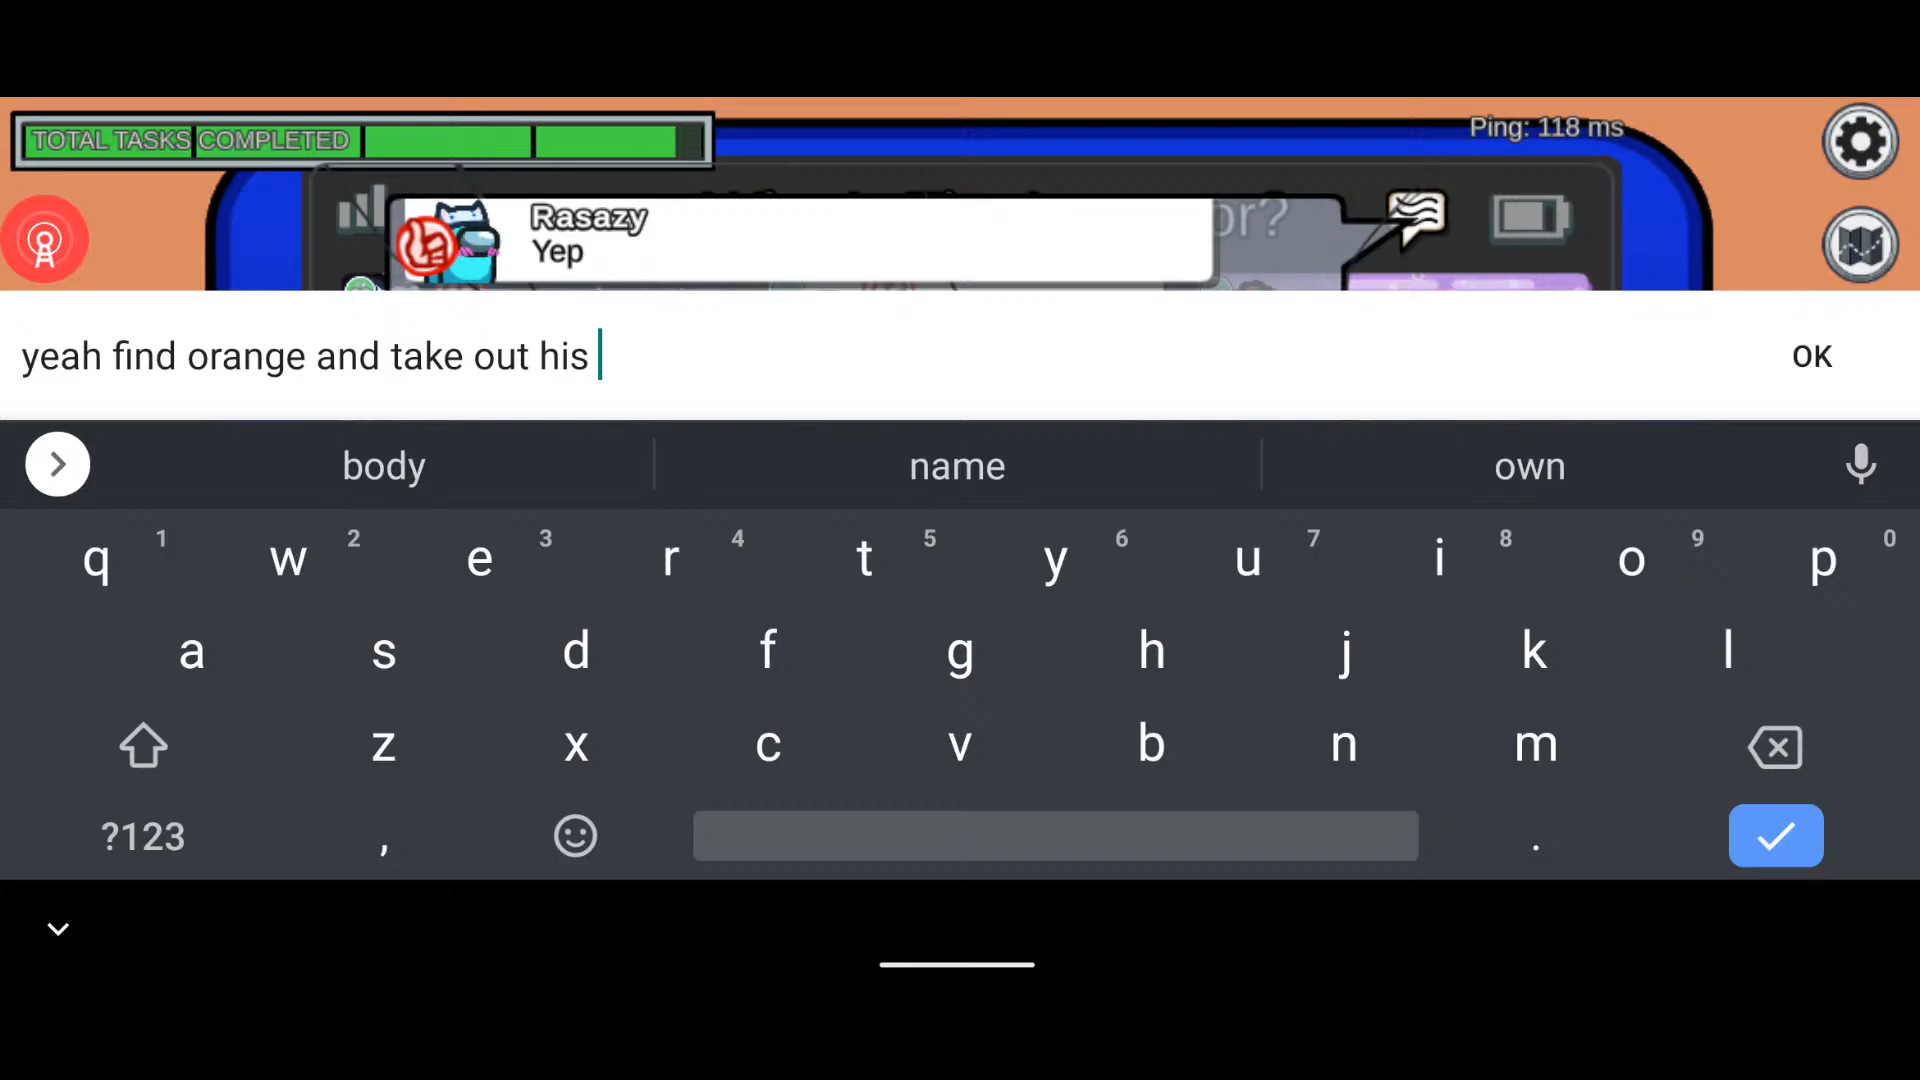 TOTAL TASKS COMPLETED
Ping: 118 ms
or?
Rasazy
Yep
yeah find orange and take out his
OK
body name own
q 1 w 2 e 3 r 4 t 5 y 6 u 7 i 8 o 9 p 0
a s d f g h j k l
z x c v b n m
?123 , .